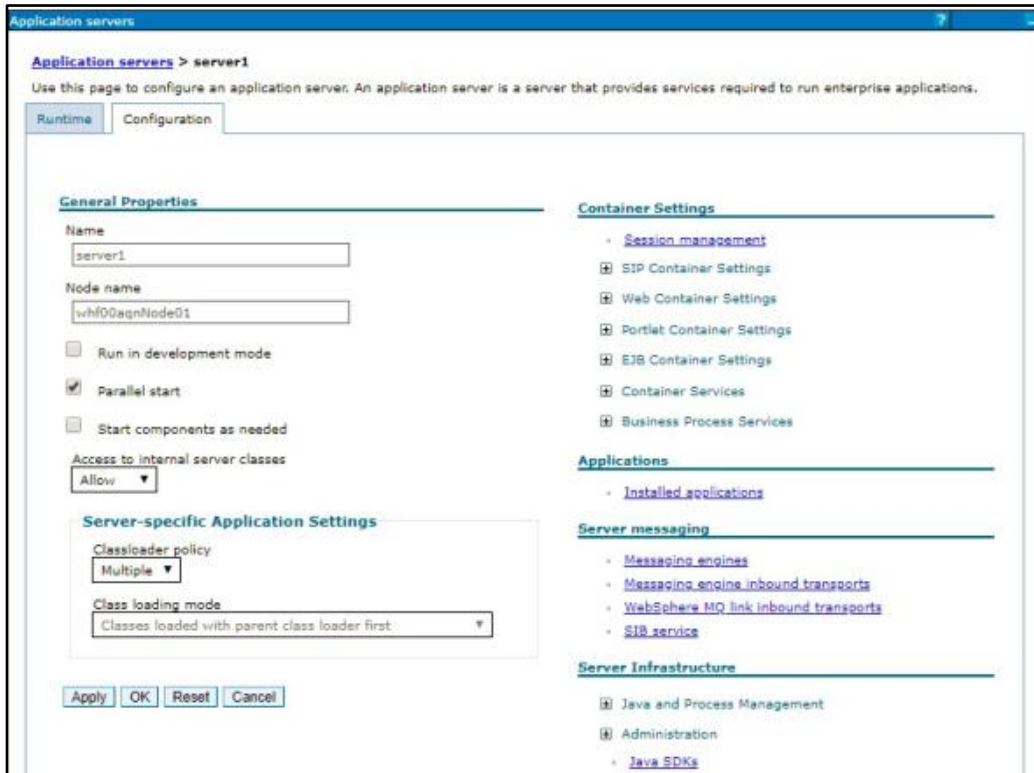 Application servers
?
Application servers > server1
Use this page to configure an application server. An application server is a server that provides services required to run enterprise applications.
Runtime
Configuration
General Properties
Name
server1
Node name
whf00aqnNode01
Run in development mode
Parallel start
Start components as needed
Access to internal server classes
Allow
Server-specific Application Settings
Classloader policy
Multiple
Class loading mode
Classes loaded with parent class loader first
Apply OK Reset Cancel
Container Settings
Session management
SIP Container Settings
Web Container Settings
Portlet Container Settings
EJB Container Settings
Container Services
Business Process Services
Applications
Installed applications
Server messaging
Messaging engines
Messaging engine inbound transports
WebSphere MQ link inbound transports
SIB service
Server Infrastructure
Java and Process Management
Administration
Java SDKs